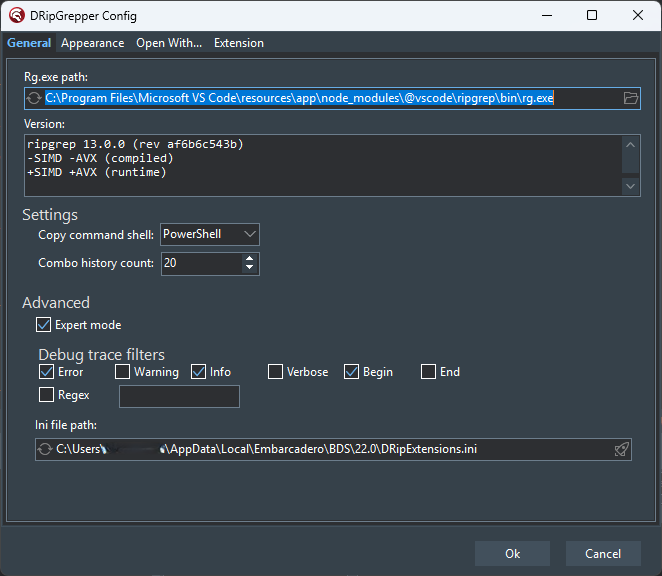 DRipGrepper Config
General Appearance Open With... Extension
Rg.exe path:
C:\Program Files\Microsoft VS Code\resources\app\node_modules\@vscode\ripgrep\bin\rg.exe
Version:
ripgrep 13.0.0 (rev af6b6c543b)
-SIMD -AVX (compiled)
+SIMD +AVX (runtime)
Settings
Copy command shell: PowerShell
Combo history count: 20
Advanced
Expert mode
Debug trace filters
Error Warning Info Verbose Begin End
Regex
Ini file path:
C:\Users\ \AppData\Local\Embarcadero\BDS\22.0\DRipExtensions.ini
Ok Cancel